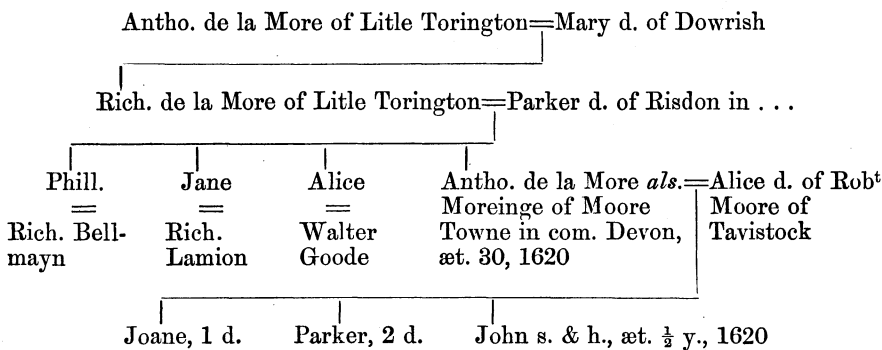 Antho. de la More of Litle Torington=Mary d. of Dowrish
Rich. de la More of Litle Torington=Parker d. of Risdon in . . .
Phill. Jane Alice Antho. de la More als.=Alice d. of Robt
= = = Moreinge of Moore Moore of
Rich. Bell- Rich. Walter Towne in com. Devon, Tavistock
mayn Lamion Goode æt. 30, 1620
Joane, 1 d. Parker, 2 d. John s. & h., æt. ½ y., 1620